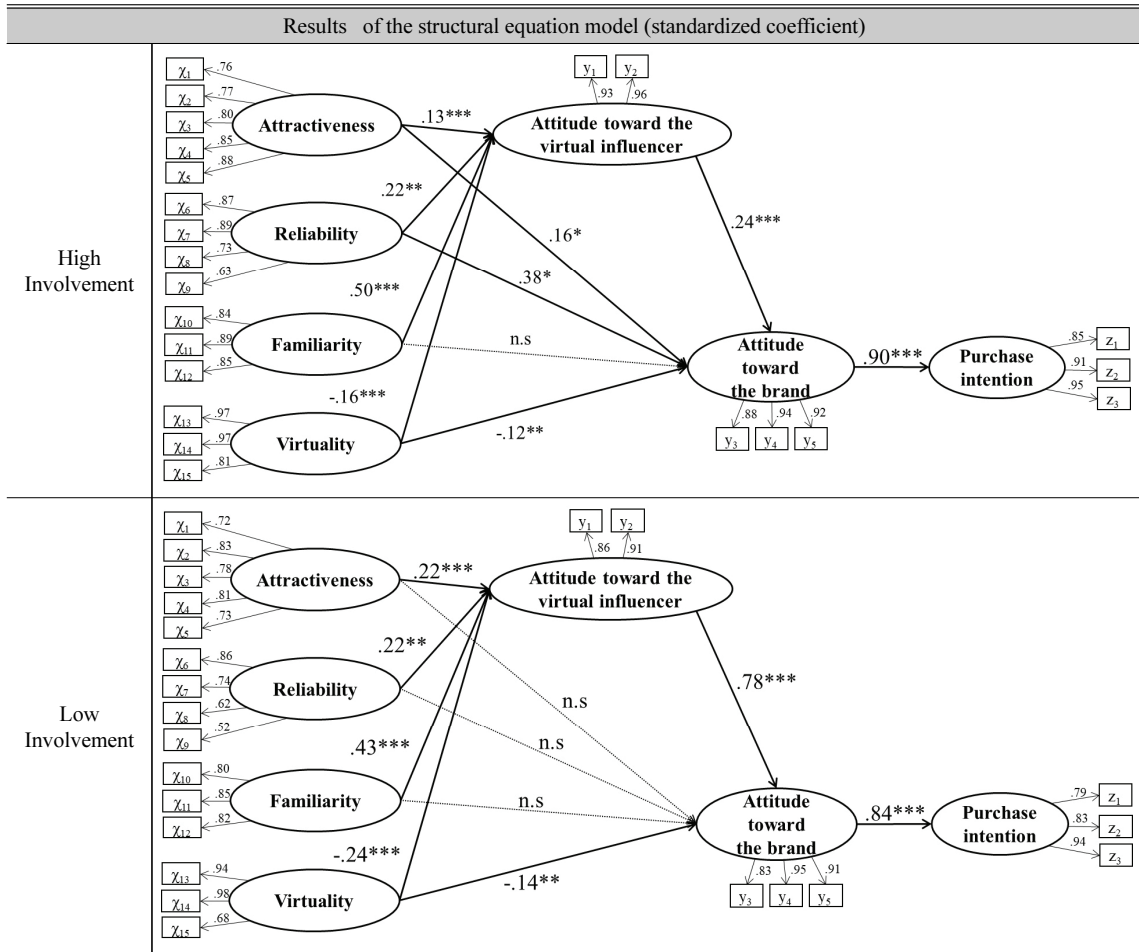 Results of the structural equation model (standardized coefficient)
High
Involvement
χ1
χ2
χ3
χ4
χ5
.76
.77
.80
.85
.88
Attractiveness
χ6
χ7
χ8
χ9
.87
.89
.73
.63
Reliability
χ10
χ11
χ12
.84
.89
.85
Familiarity
χ13
χ14
χ15
.97
.97
.81
Virtuality
y1
y2
.93
.96
Attitude toward the
virtual influencer
.13***
.22**
.50***
-.16***
.16*
.38*
n.s
-.12**
.24***
Attitude
toward
the brand
.88
.94
.92
y3
y4
y5
.90***
Purchase
intention
.85
.91
.95
z1
z2
z3
Low
Involvement
χ1
χ2
χ3
χ4
χ5
.72
.83
.78
.81
.73
Attractiveness
χ6
χ7
χ8
χ9
.86
.74
.62
.52
Reliability
χ10
χ11
χ12
.80
.85
.82
Familiarity
χ13
χ14
χ15
.94
.98
.68
Virtuality
y1
y2
.86
.91
Attitude toward the
virtual influencer
.22***
.22**
.43***
-.24***
n.s
n.s
n.s
-.14**
.78***
Attitude
toward
the brand
.83
.95
.91
y3
y4
y5
.84***
Purchase
intention
.79
.83
.94
z1
z2
z3